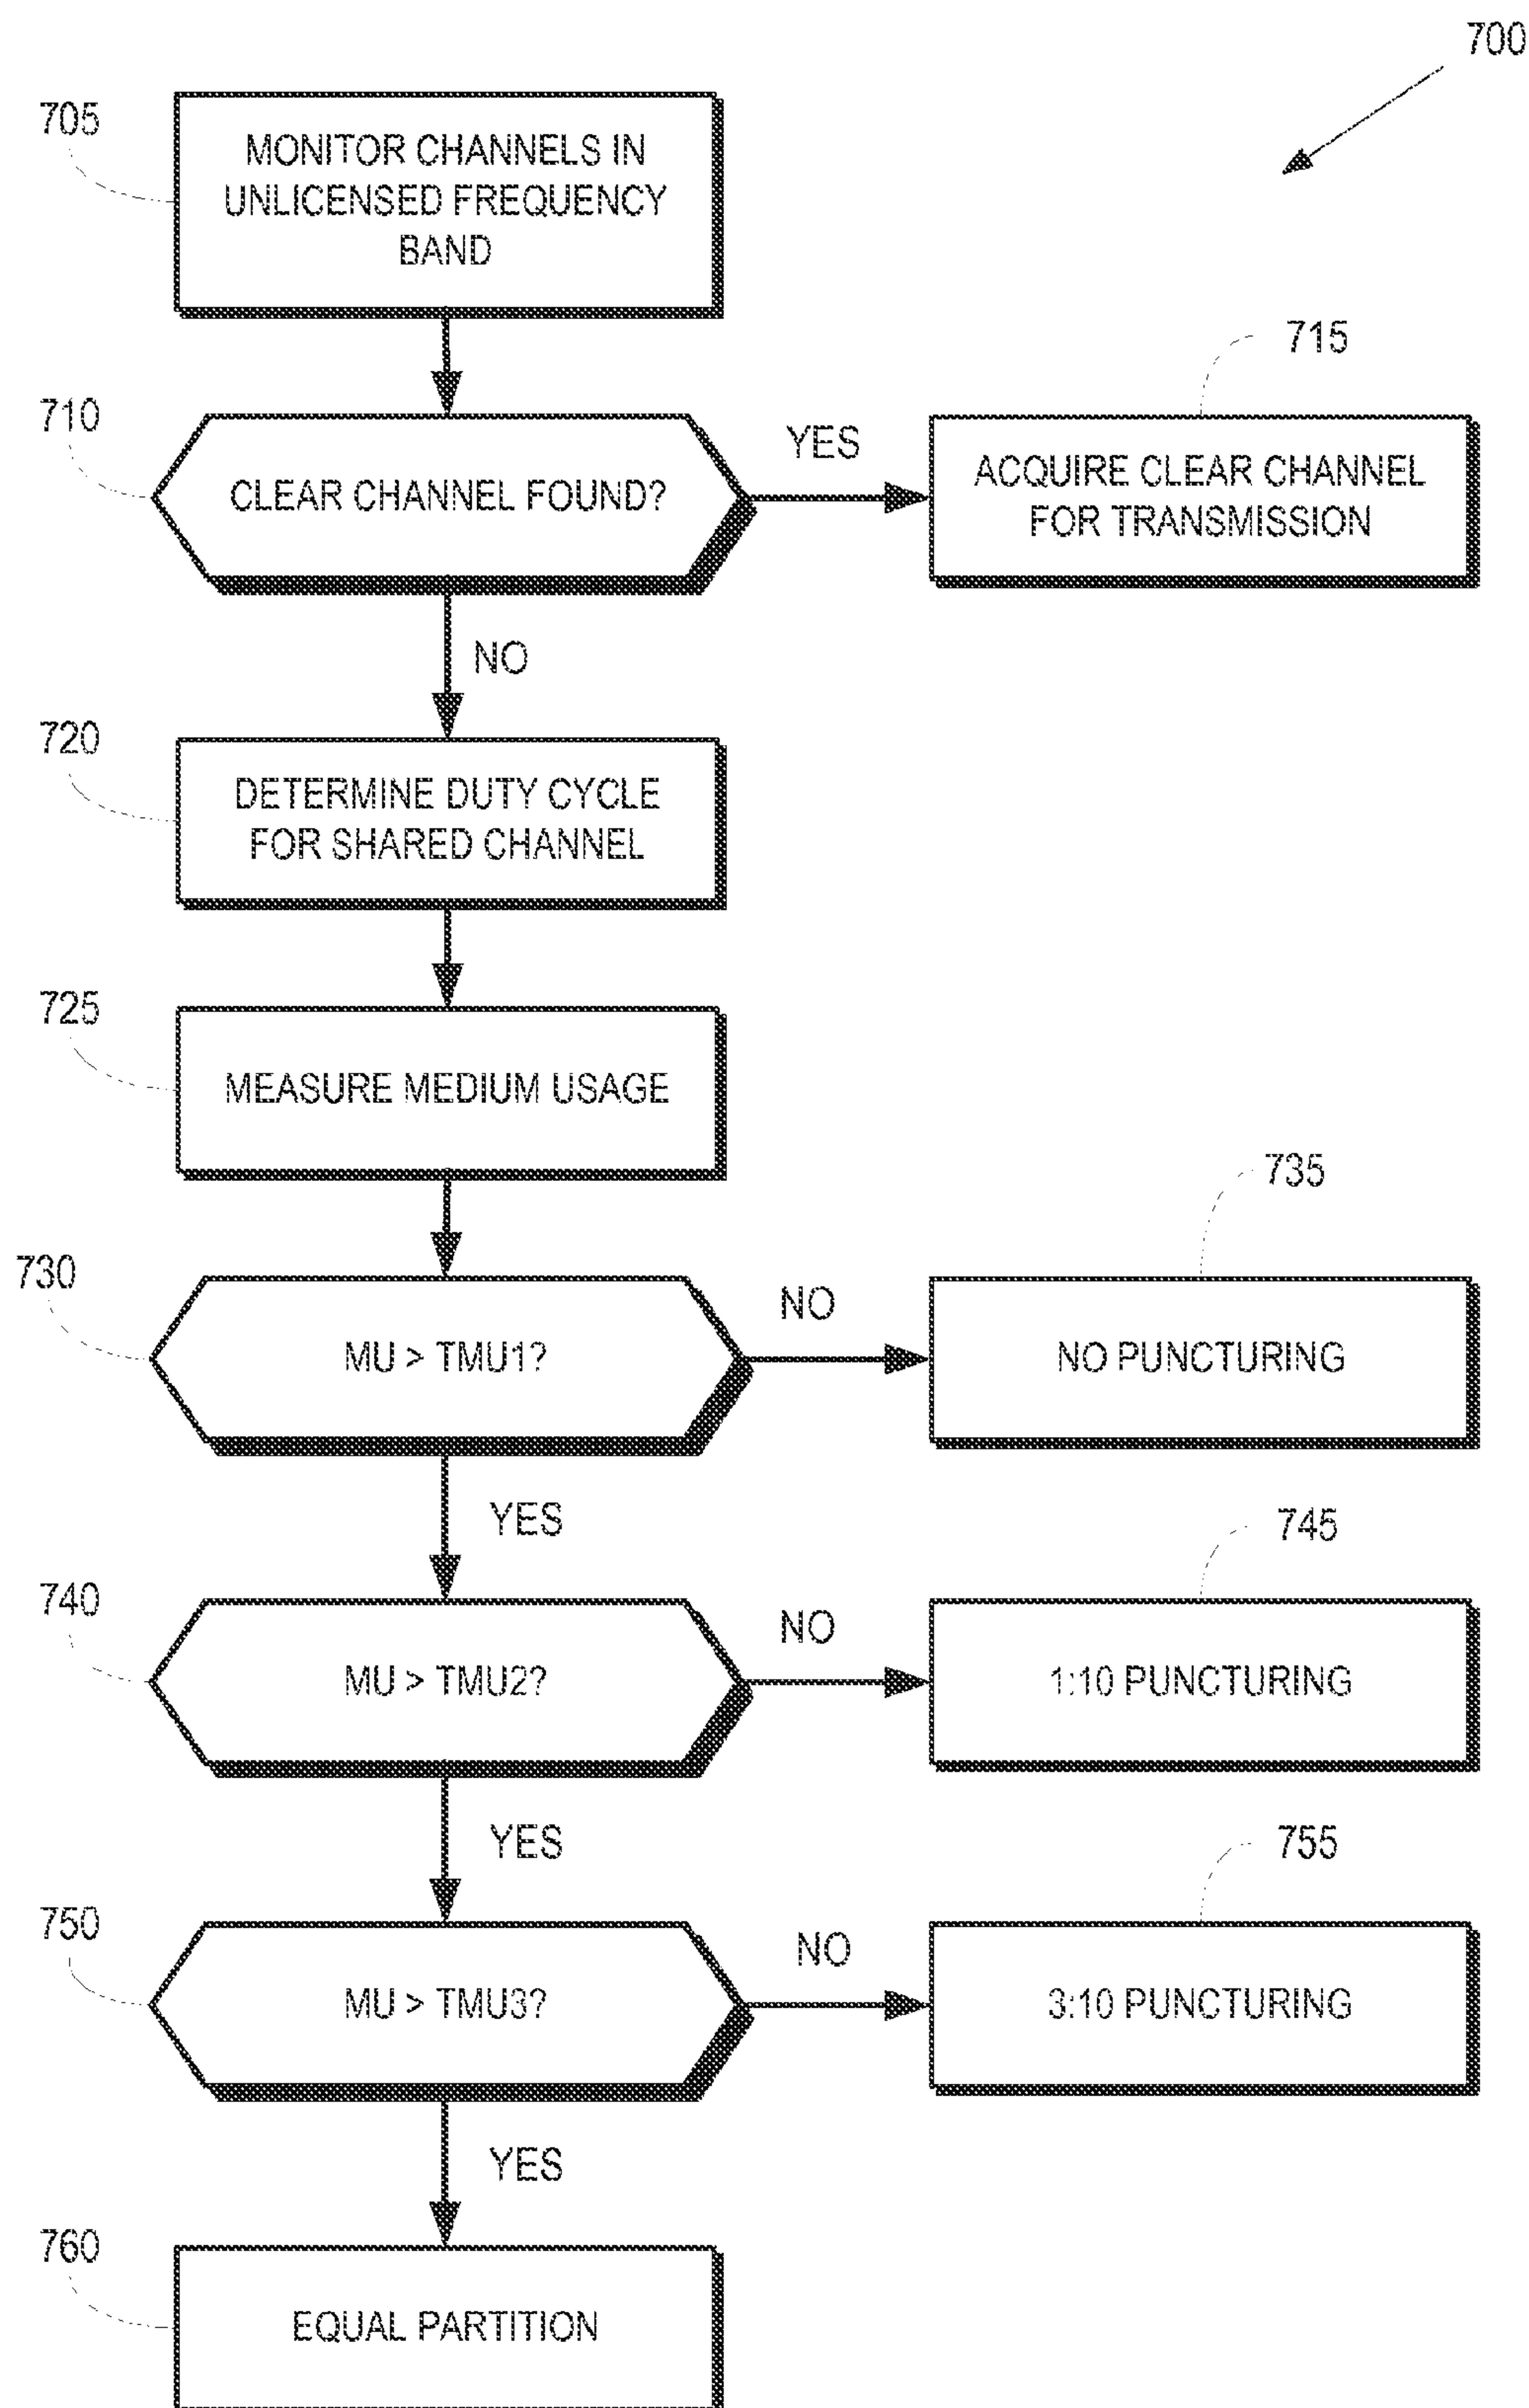 700
705
MONITOR CHANNELS IN
UNLICENSED FREQUENCY
BAND
710
CLEAR CHANNEL FOUND?
YES
715
ACQUIRE CLEAR CHANNEL
FOR TRANSMISSION
NO
720
DETERMINE DUTY CYCLE
FOR SHARED CHANNEL
725
MEASURE MEDIUM USAGE
730
MU > TMU1?
NO
735
NO PUNCTURING
YES
740
MU > TMU2?
NO
745
1:10 PUNCTURING
YES
750
MU > TMU3?
NO
755
3:10 PUNCTURING
YES
760
EQUAL PARTITION